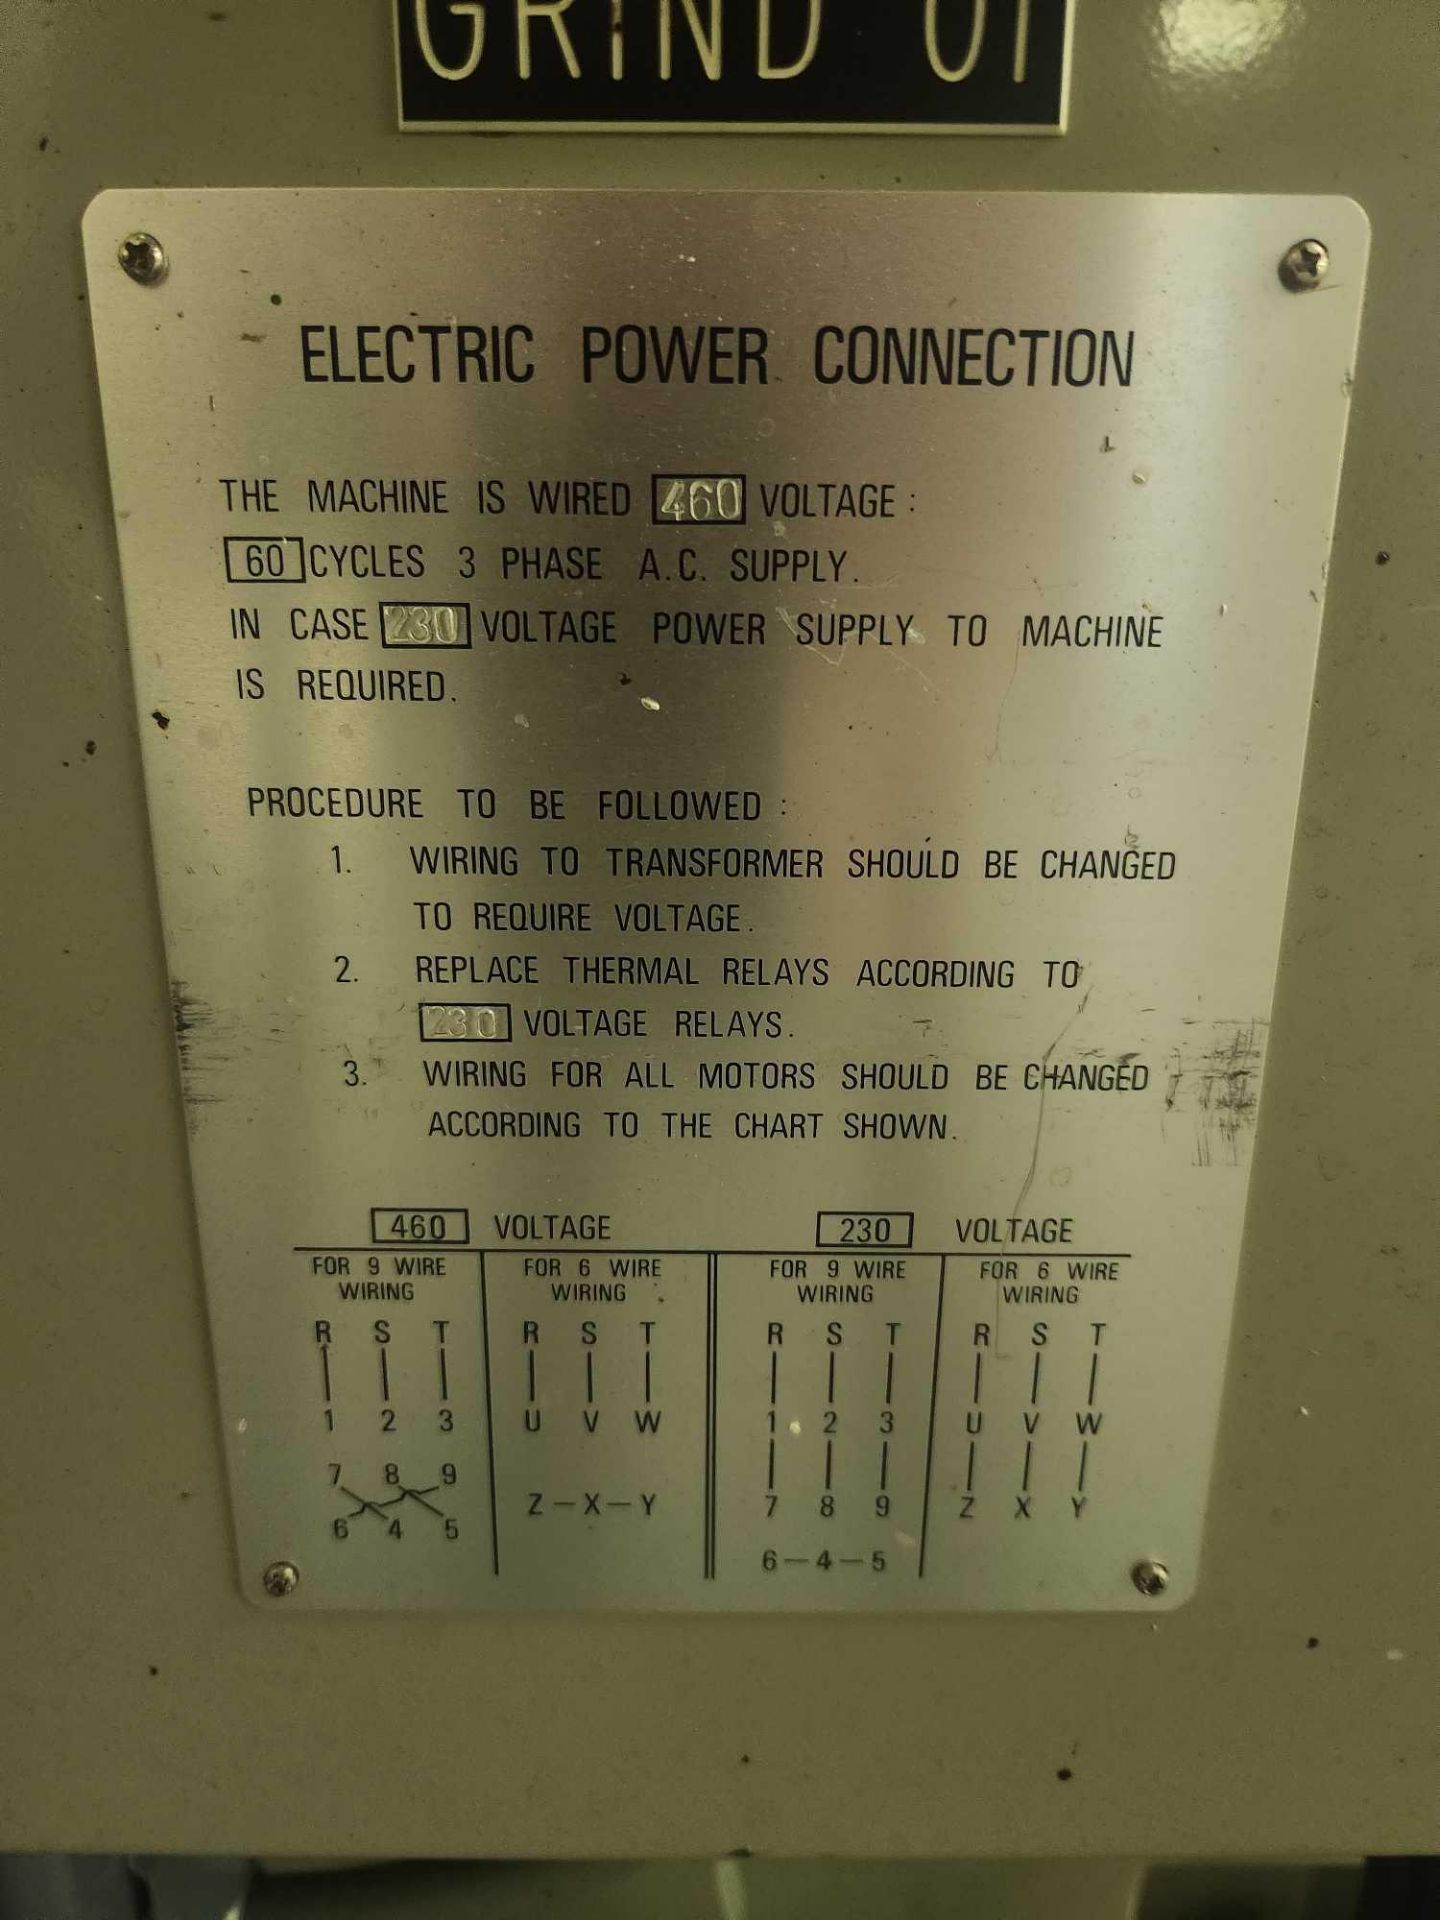 GRIND 01
ELECTRIC POWER CONNECTION
THE MACHINE IS WIRED 460 VOLTAGE :
60 CYCLES 3 PHASE A.C. SUPPLY.
IN CASE 230 VOLTAGE POWER SUPPLY TO MACHINE
IS REQUIRED.
PROCEDURE TO BE FOLLOWED :
1. WIRING TO TRANSFORMER SHOULD BE CHANGED
TO REQUIRE VOLTAGE.
2. REPLACE THERMAL RELAYS ACCORDING TO
230 VOLTAGE RELAYS.
3. WIRING FOR ALL MOTORS SHOULD BE CHANGED
ACCORDING TO THE CHART SHOWN.
460 VOLTAGE 230 VOLTAGE
FOR 9 WIRE FOR 6 WIRE FOR 9 WIRE FOR 6 WIRE
WIRING WIRING WIRING WIRING
R S T R S T R S T R S T
1 2 3 U V W 1 2 3 U V W
7 8 9 Z-X-Y 7 8 9 Z X Y
6 4 5 6-4-5